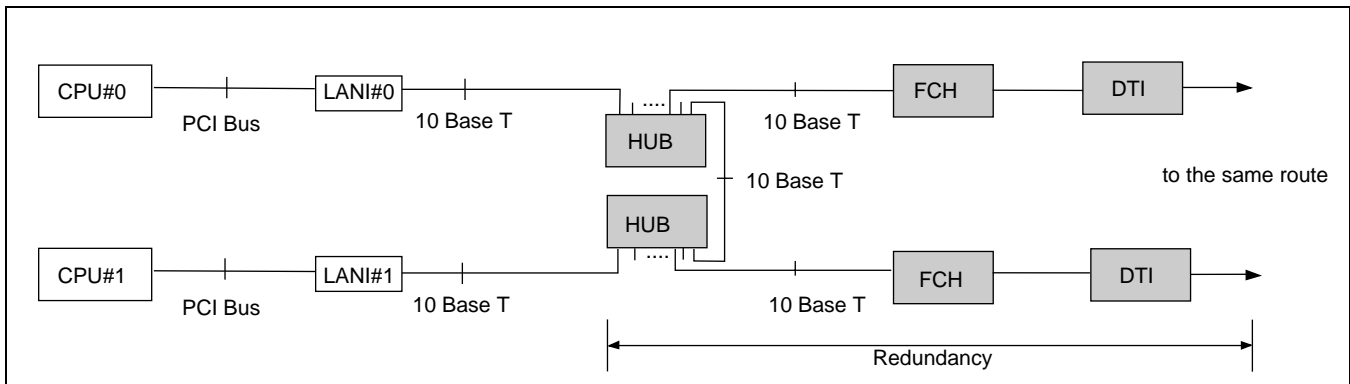 CPU#0
LANI#0
FCH
DTI
PCI Bus
10 Base T
....
10 Base T
HUB
10 Base T
to the same route
HUB
....
CPU#1
LANI#1
FCH
DTI
PCI Bus
10 Base T
10 Base T
Redundancy